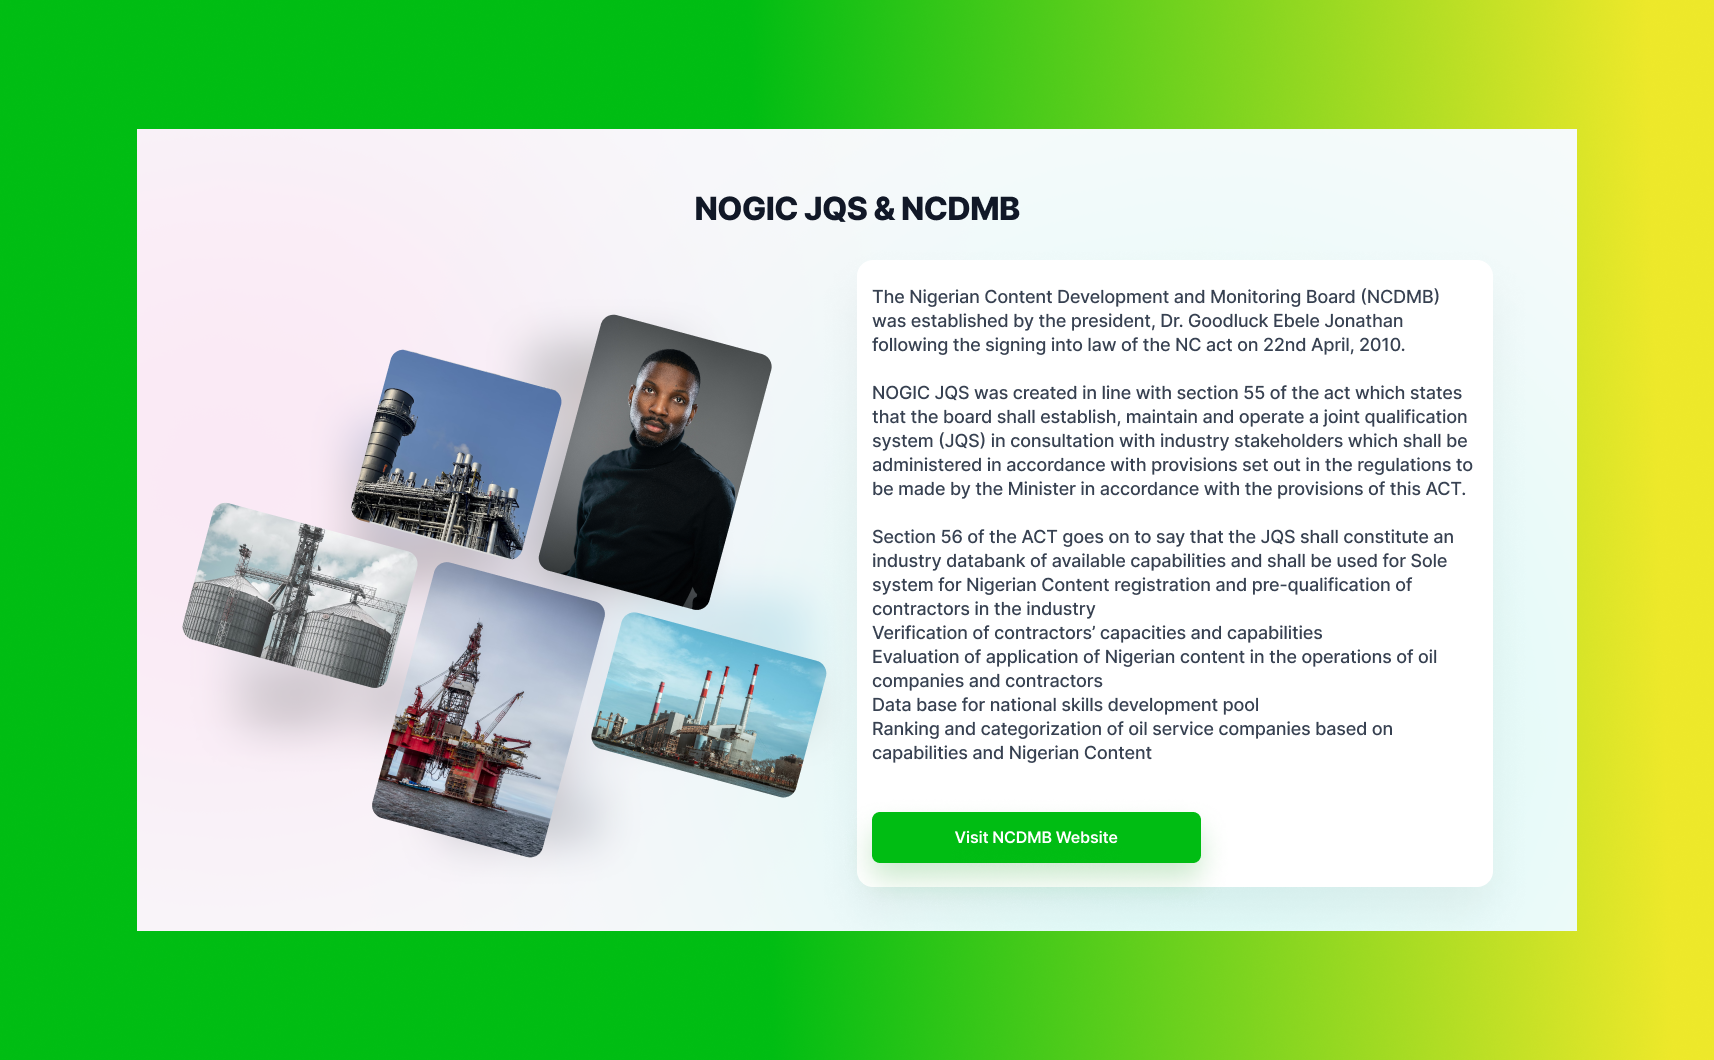 NOGIC JQS & NCDMB
The Nigerian Content Development and Monitoring Board (NCDMB)
was established by the president, Dr. Goodluck Ebele Jonathan
following the signing into law of the NC act on 22nd April, 2010.
NOGIC JQS was created in line with section 55 of the act which states
that the board shall establish, maintain and operate a joint qualification
system (JQS) in consultation with industry stakeholders which shall be
administered in accordance with provisions set out in the regulations to
be made by the Minister in accordance with the provisions of this ACT.
Section 56 of the ACT goes on to say that the JQS shall constitute an
industry databank of available capabilities and shall be used for Sole
system for Nigerian Content registration and pre-qualification of
contractors in the industry
Verification of contractors’ capacities and capabilities
Evaluation of application of Nigerian content in the operations of oil
companies and contractors
Data base for national skills development pool
Ranking and categorization of oil service companies based on
capabilities and Nigerian Content
Visit NCDMB Website